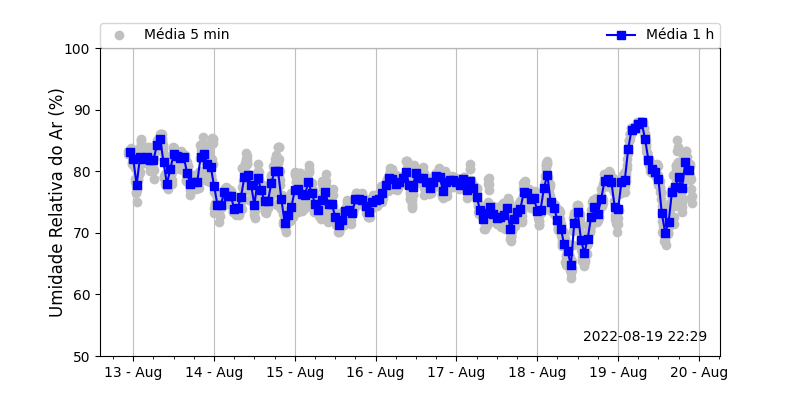 Média 5 min Média 1 h
100
90
80
70
60
50
Umidade Relativa do Ar (%)
2022-08-19 22:29
13 - Aug 14 - Aug 15 - Aug 16 - Aug 17 - Aug 18 - Aug 19 - Aug 20 - Aug